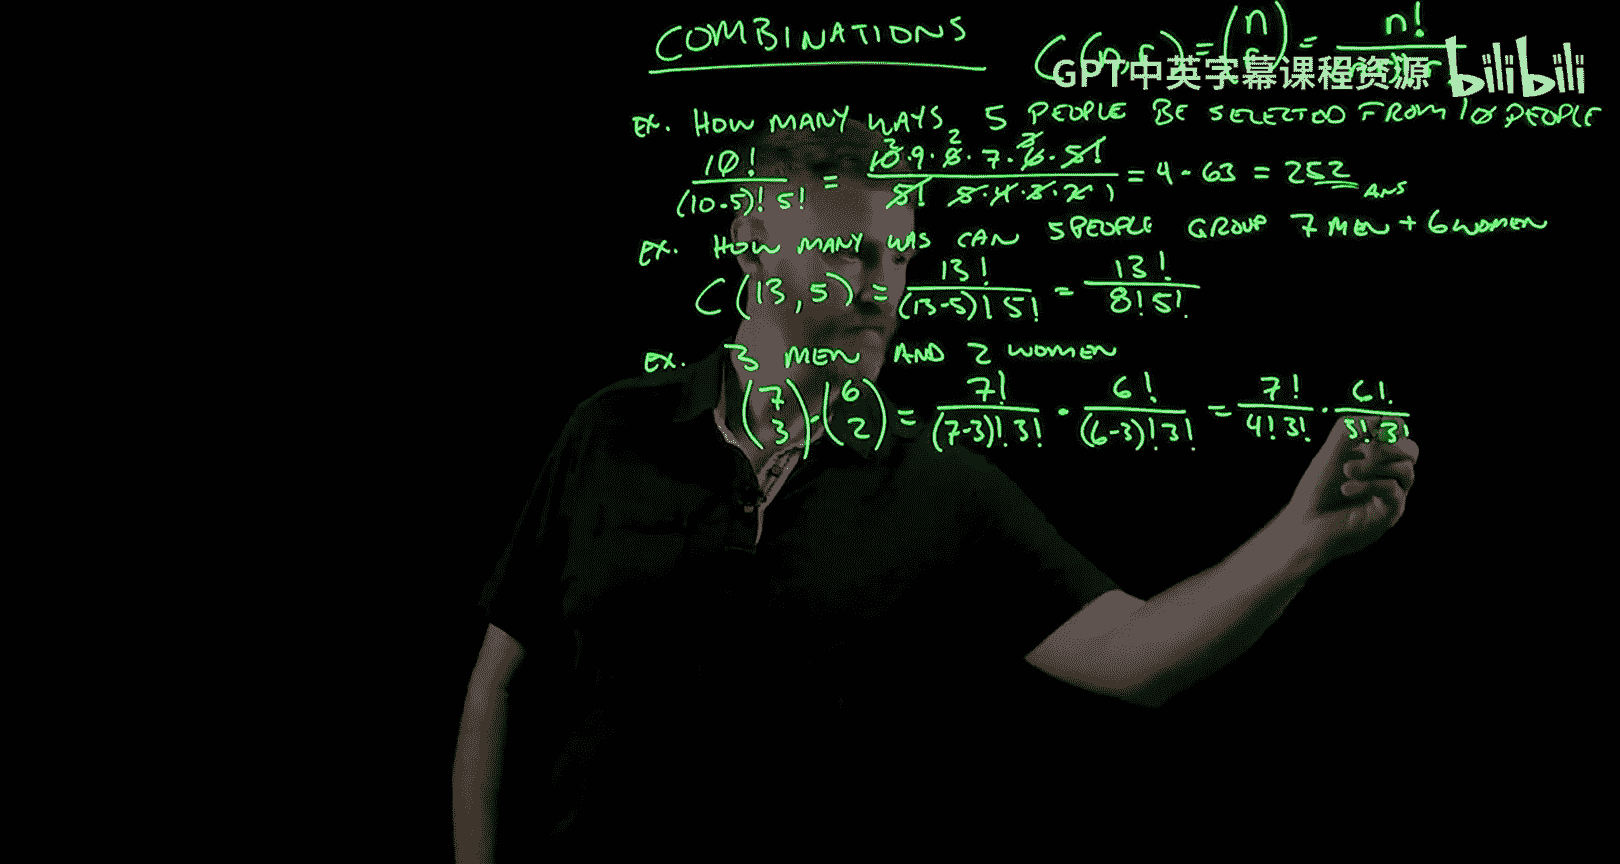 COMBINATIONS C(n,r) = (n r) = n!
GPT中英字幕课程资源 bilibili
EX. HOW MANY WAYS 5 PEOPLE BE SELECTED FROM 10 PEOPLE
10! / (10-5)! 5! = 10·9·8·7·6·5! / 5! 5·4·3·2·1 = 4·63 = 252 ANS
EX. HOW MANY WAS CAN 5 PEOPLE GROUP 7 MEN + 6 WOMEN
C(13,5) = 13! / (13-5)! 5! = 13! / 8! 5!
EX. 3 MEN AND 2 WOMEN
(7 3)·(6 2) = 7! / (7-3)! 3! · 6! / (6-3)! 3! = 7! / 4! 3! · 6! / 3! 3!